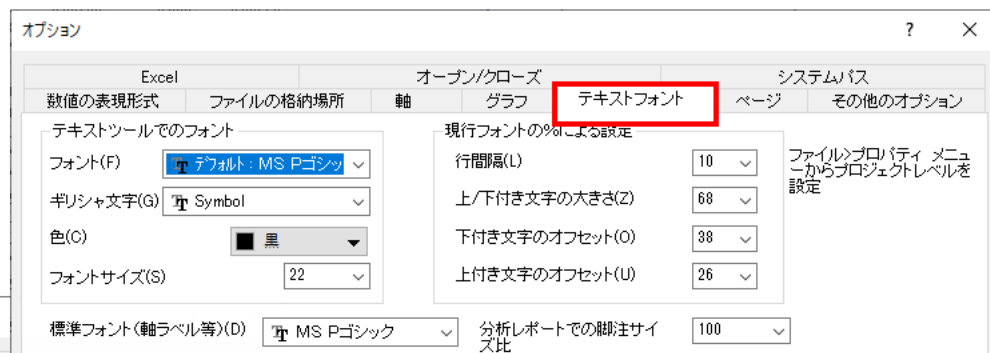 オプション
?
×
Excel
オープン/クローズ
システムパス
数値の表現形式
ファイルの格納場所
軸
グラフ
テキストフォント
ページ
その他のオプション
テキストツールでのフォント
フォント(F)
デフォルト:MS Pゴシッ
ギリシャ文字(G)
Symbol
色(C)
黒
フォントサイズ(S)
22
現行フォントの%による設定
行間隔(L)
10
上/下付き文字の大きさ(Z)
68
下付き文字のオフセット(O)
38
上付き文字のオフセット(U)
26
ファイル>プロパティ メニュ
ーからプロジェクトレベルを
設定
標準フォント(軸ラベル等)(D)
MS Pゴシック
分析レポートでの脚注サイ
ズ比
100